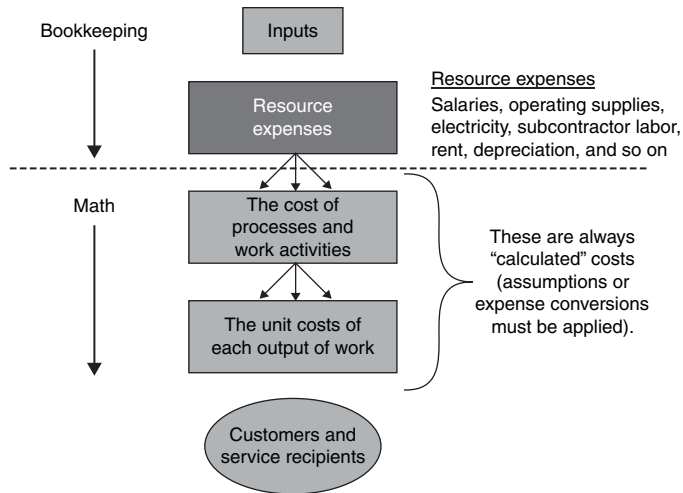 Bookkeeping
Inputs
Resource
expenses
Resource expenses
Salaries, operating supplies,
electricity, subcontractor labor,
rent, depreciation, and so on
Math
The cost of
processes and
work activities
The unit costs of
each output of work
These are always
“calculated” costs
(assumptions or
expense conversions
must be applied).
Customers and
service recipients